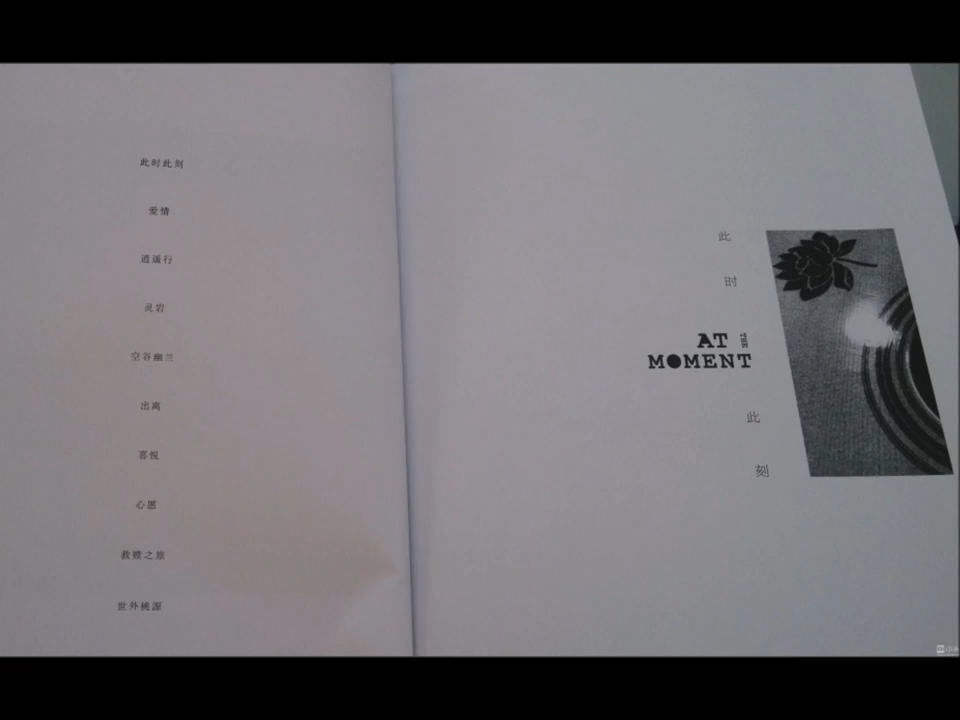 此时此刻
爱情
逍遥行
灵岩
空谷幽兰
出离
喜悦
心愿
救赎之旅
世外桃源
此
时
AT THE
MOMENT
此
刻